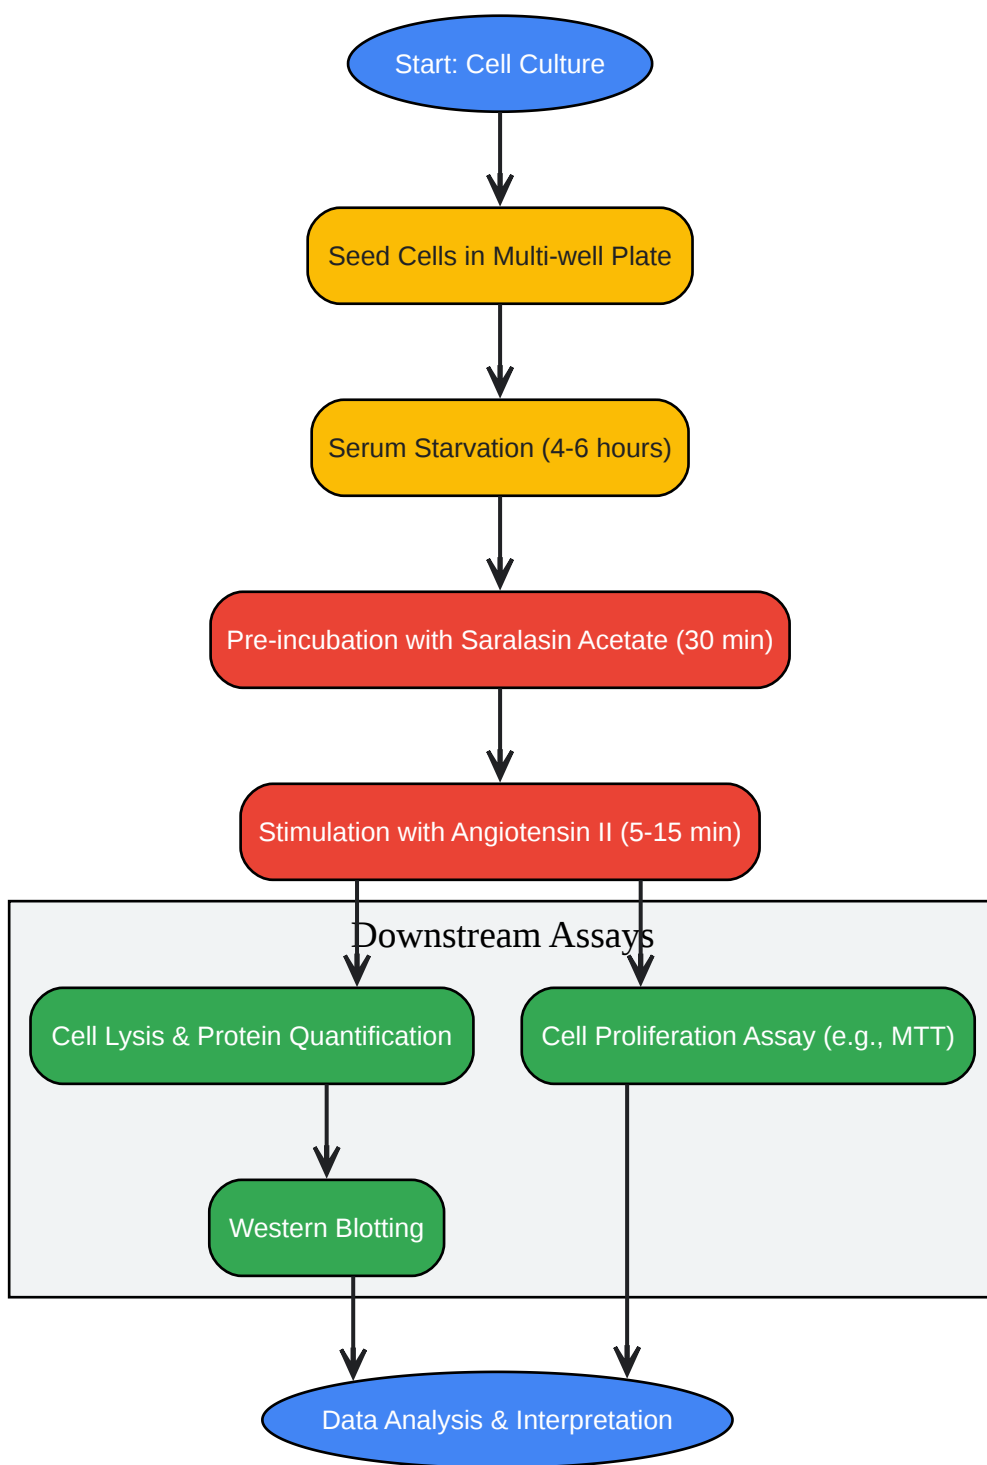 Start: Cell Culture
Seed Cells in Multi-well Plate
Serum Starvation (4-6 hours)
Pre-incubation with Saralasin Acetate (30 min)
Stimulation with Angiotensin II (5-15 min)
Downstream Assays
Cell Lysis & Protein Quantification
Cell Proliferation Assay (e.g., MTT)
Western Blotting
Data Analysis & Interpretation